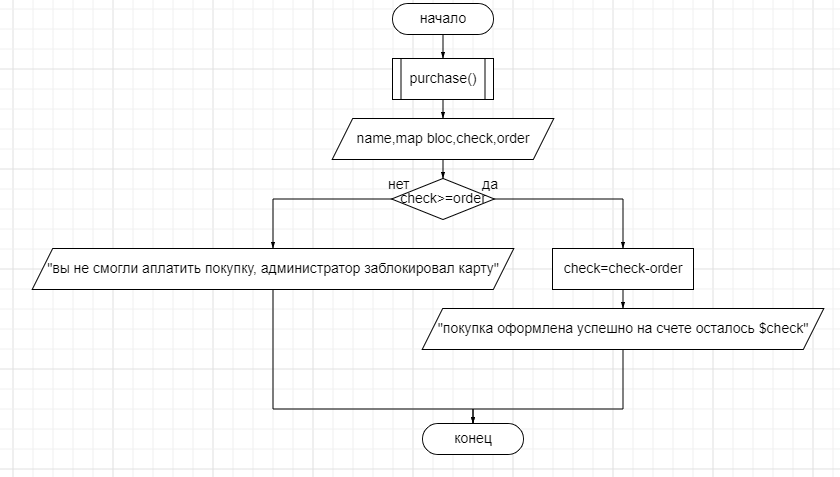 начало
purchase()
name,map bloc,check,order
нет
да
check>=order
"вы не смогли аплатить покупку, администратор заблокировал карту"
check=check-order
"покупка оформлена успешно на счете осталось $check"
конец